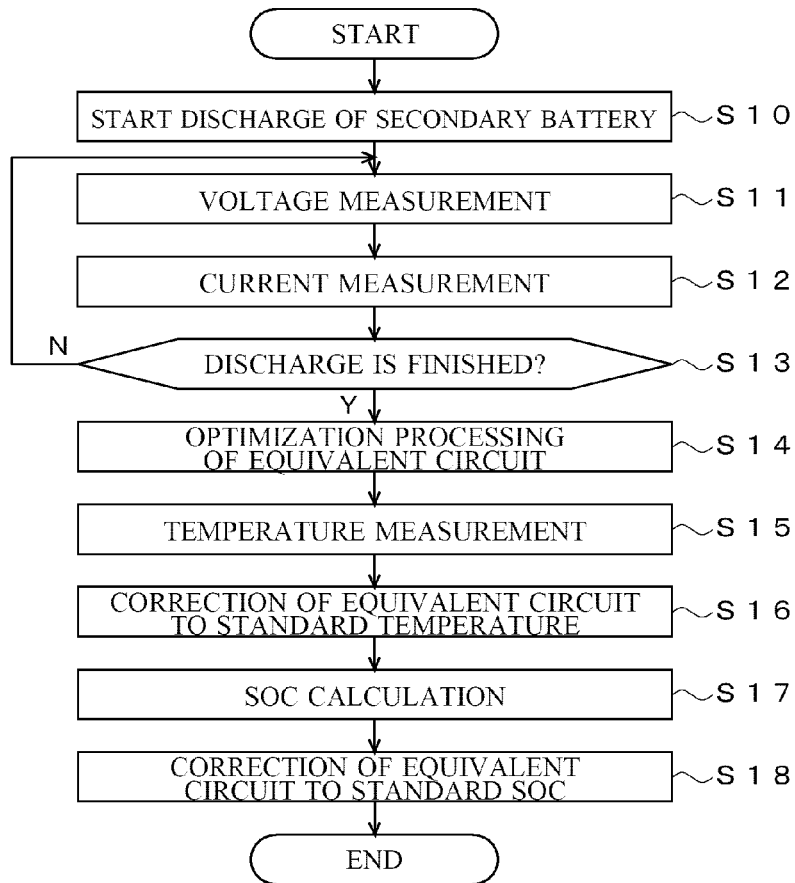 START
START DISCHARGE OF SECONDARY BATTERY
S10
VOLTAGE MEASUREMENT
S11
CURRENT MEASUREMENT
S12
N
DISCHARGE IS FINISHED?
S13
Y
OPTIMIZATION PROCESSING
OF EQUIVALENT CIRCUIT
S14
TEMPERATURE MEASUREMENT
S15
CORRECTION OF EQUIVALENT CIRCUIT
TO STANDARD TEMPERATURE
S16
SOC CALCULATION
S17
CORRECTION OF EQUIVALENT
CIRCUIT TO STANDARD SOC
S18
END